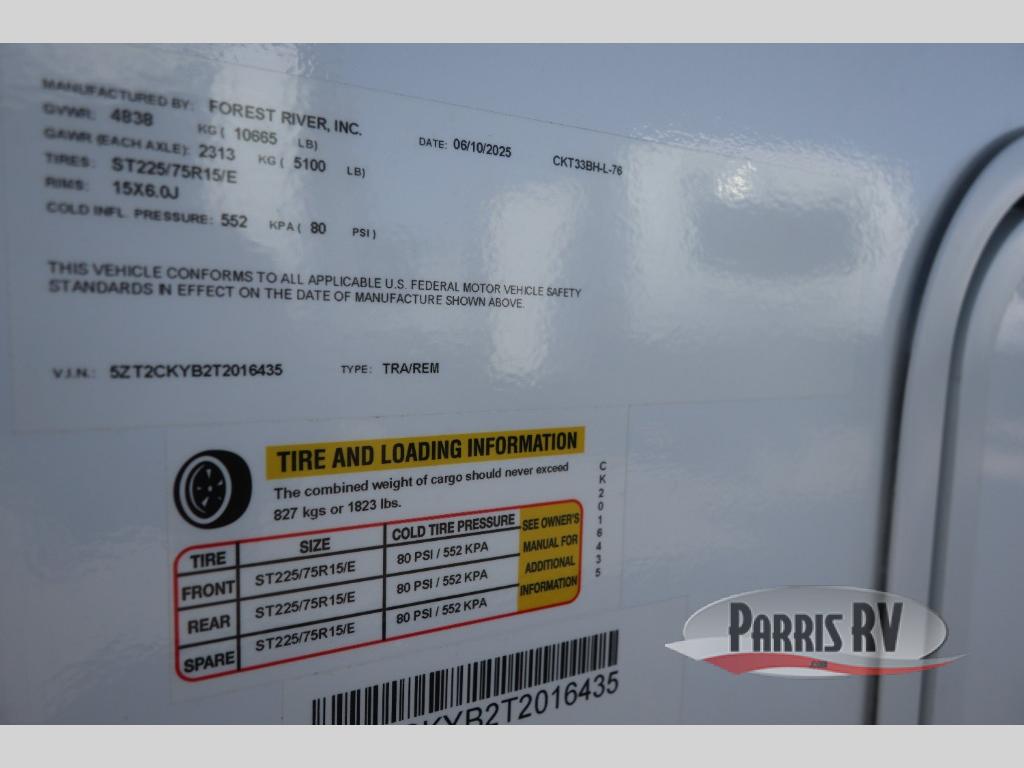 MANUFACTURED BY: FOREST RIVER, INC.
GVWR: 4838 KG ( 10665 LB) DATE: 06/10/2025 CKT33BH-L-76
GAWR (EACH AXLE): 2313 KG ( 5100 LB)
TIRES: ST225/75R15/E
RIMS: 15X6.0J
COLD INFL. PRESSURE: 552 KPA ( 80 PSI )
THIS VEHICLE CONFORMS TO ALL APPLICABLE U.S. FEDERAL MOTOR VEHICLE SAFETY
STANDARDS IN EFFECT ON THE DATE OF MANUFACTURE SHOWN ABOVE.
V.I.N.: 5ZT2CKYB2T2016435 TYPE: TRA/REM
TIRE AND LOADING INFORMATION
The combined weight of cargo should never exceed
827 kgs or 1823 lbs.
TIRE SIZE COLD TIRE PRESSURE
FRONT ST225/75R15/E 80 PSI / 552 KPA
REAR ST225/75R15/E 80 PSI / 552 KPA
SPARE ST225/75R15/E 80 PSI / 552 KPA
SEE OWNER'S
MANUAL FOR
ADDITIONAL
INFORMATION
CK2016435
CKYB2T2016435
PARRIS RV
.com